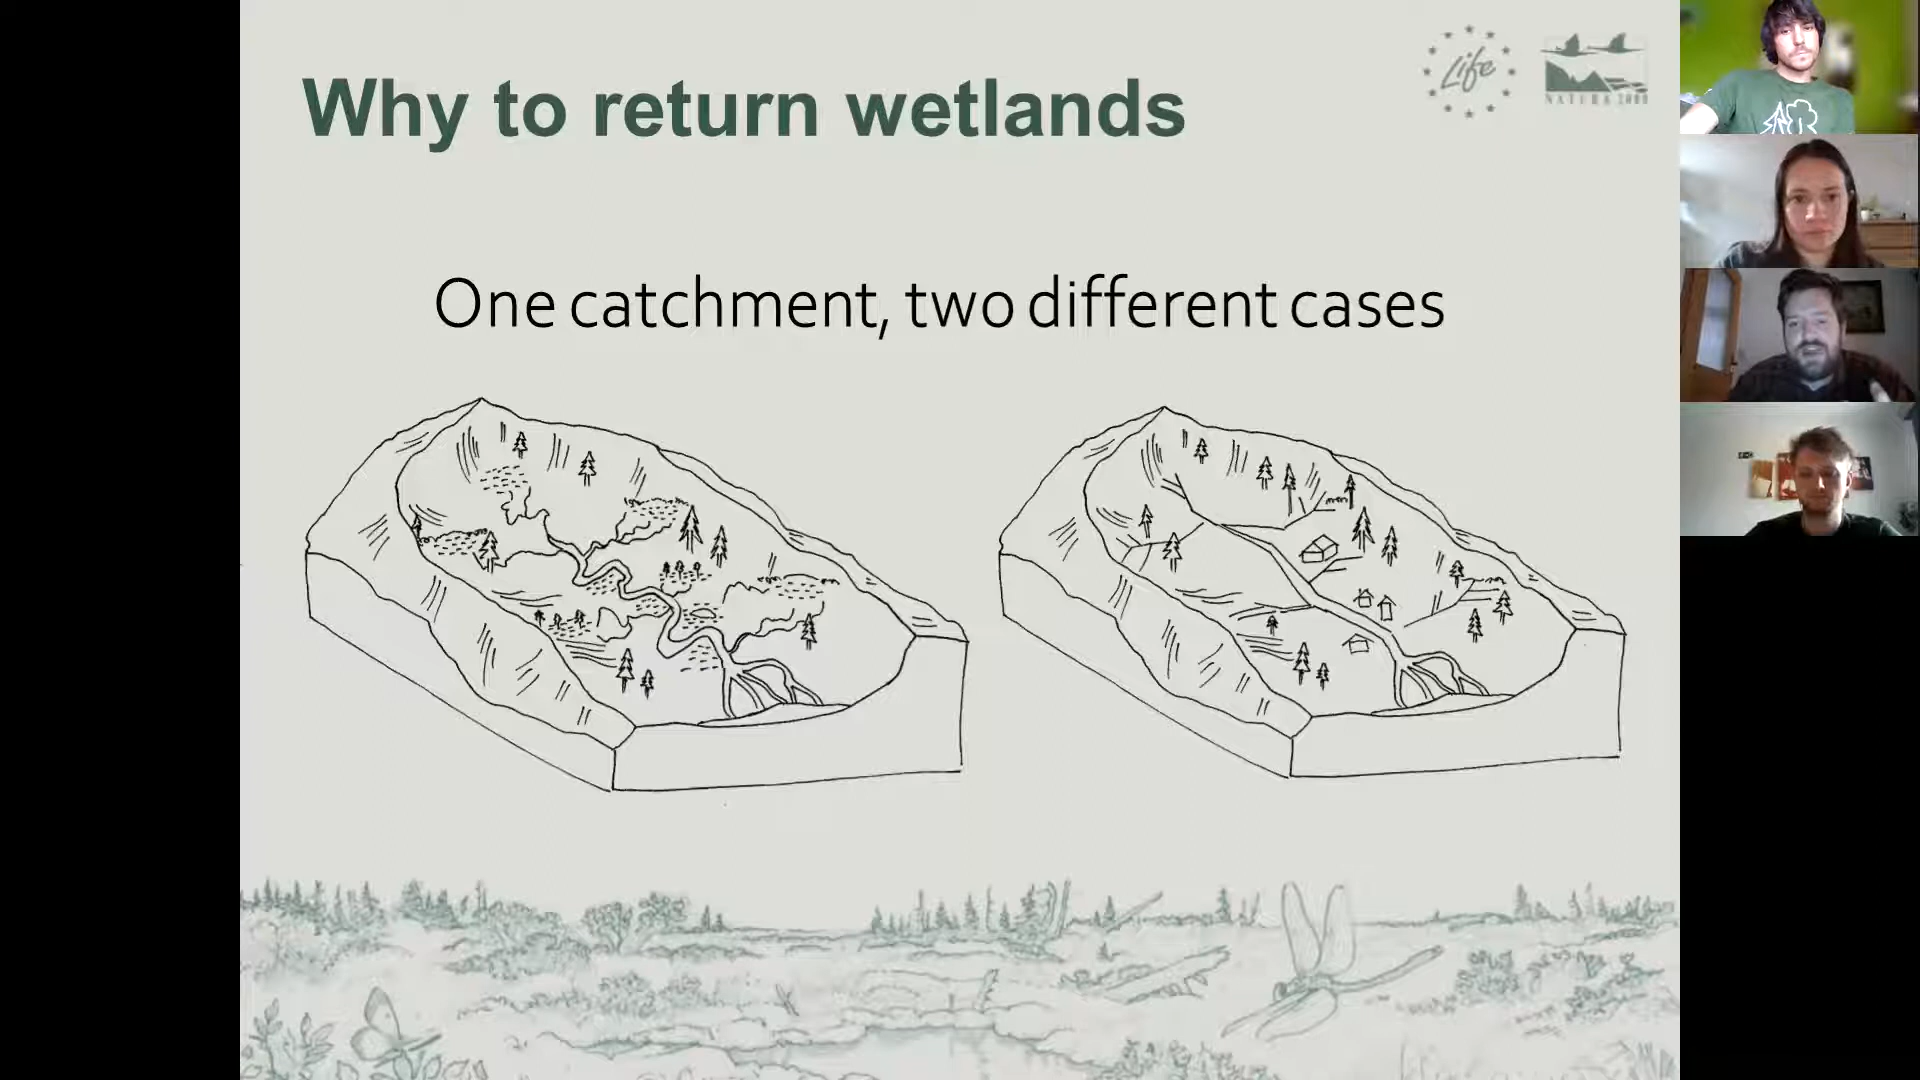 Why to return wetlands
Life
NATURA 2000
One catchment, two different cases